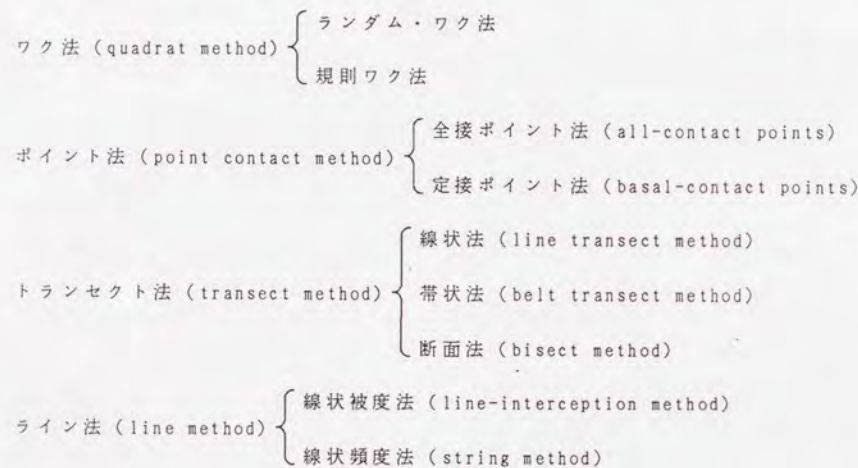 ランダム・ワク法
ワク法 (quadrat method)
規則ワク法
全接ポイント法 (all-contact points)
ポイント法 (point contact method)
定接ポイント法 (basal-contact points)
線状法 (line transect method)
トランセクト法 (transect method)
帯状法 (belt transect method)
断面法 (bisect method)
線状被度法 (line-interception method)
ライン法 (line method)
線状頻度法 (string method)